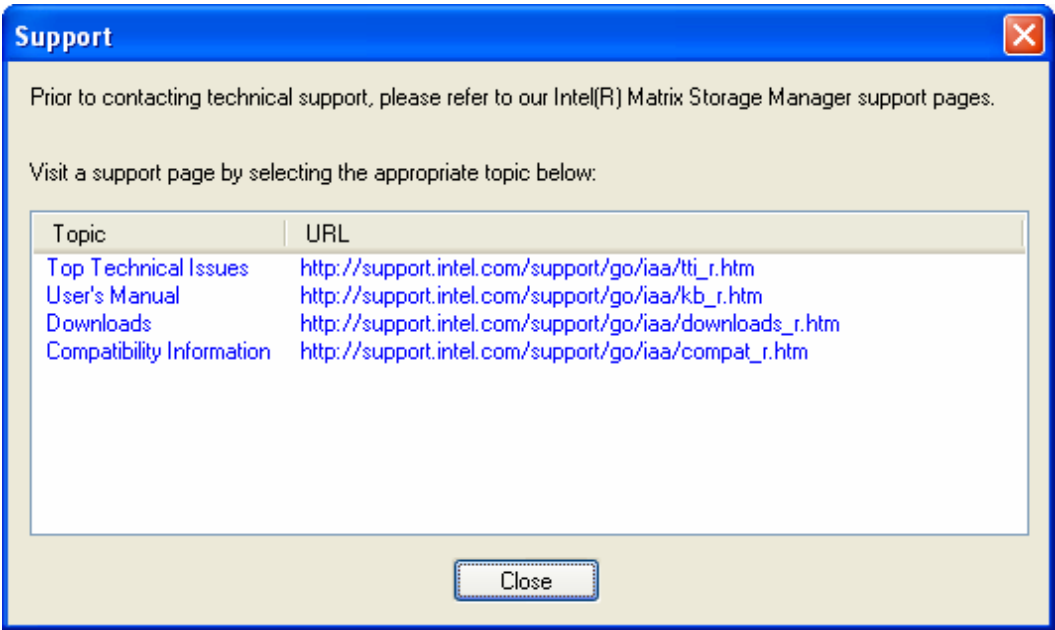 Support
Prior to contacting technical support, please refer to our Intel(R) Matrix Storage Manager support pages.
Visit a support page by selecting the appropriate topic below:
Topic URL
Top Technical Issues http://support.intel.com/support/go/iaa/tti_r.htm
User's Manual http://support.intel.com/support/go/iaa/kb_r.htm
Downloads http://support.intel.com/support/go/iaa/downloads_r.htm
Compatibility Information http://support.intel.com/support/go/iaa/compat_r.htm
Close